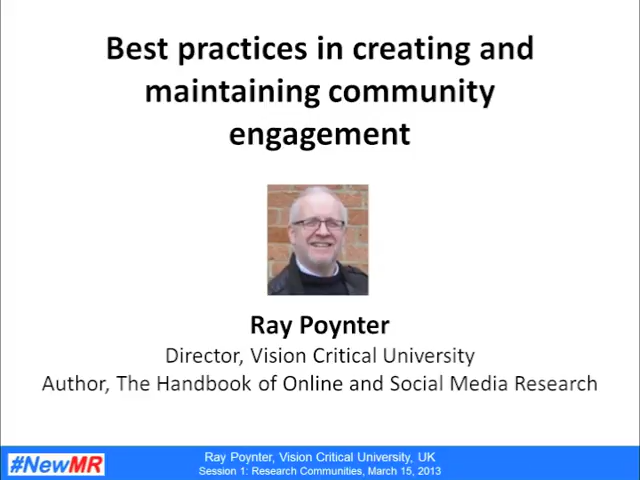 Best practices in creating and
maintaining community
engagement
Ray Poynter
Director, Vision Critical University
Author, The Handbook of Online and Social Media Research
#NewMR
Ray Poynter, Vision Critical University, UK
Session 1: Research Communities, March 15, 2013